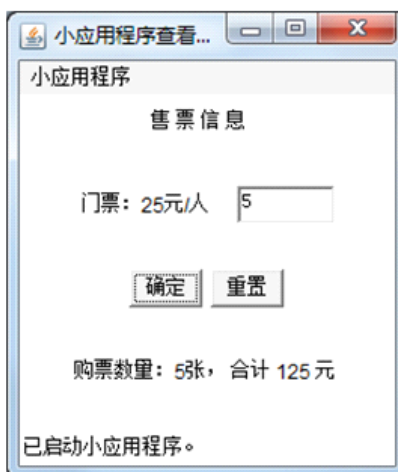 小应用程序查看...
小应用程序
售票信息
门票：25元/人 5
确定 重置
购票数量：5张，合计 125 元
已启动小应用程序。